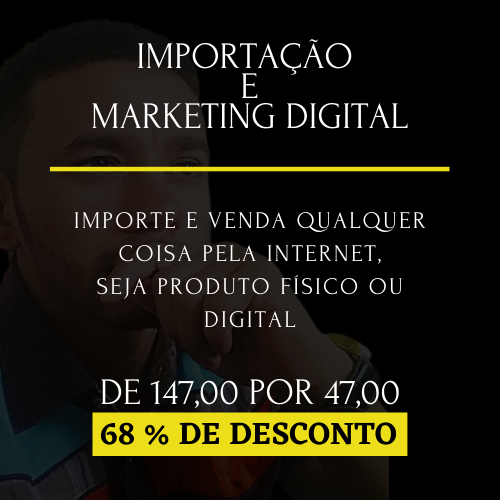 IMPORTAÇÃO
E
MARKETING DIGITAL
IMPORTE E VENDA QUALQUER
COISA PELA INTERNET,
SEJA PRODUTO FÍSICO OU
DIGITAL
DE 147,00 POR 47,00
68 % DE DESCONTO